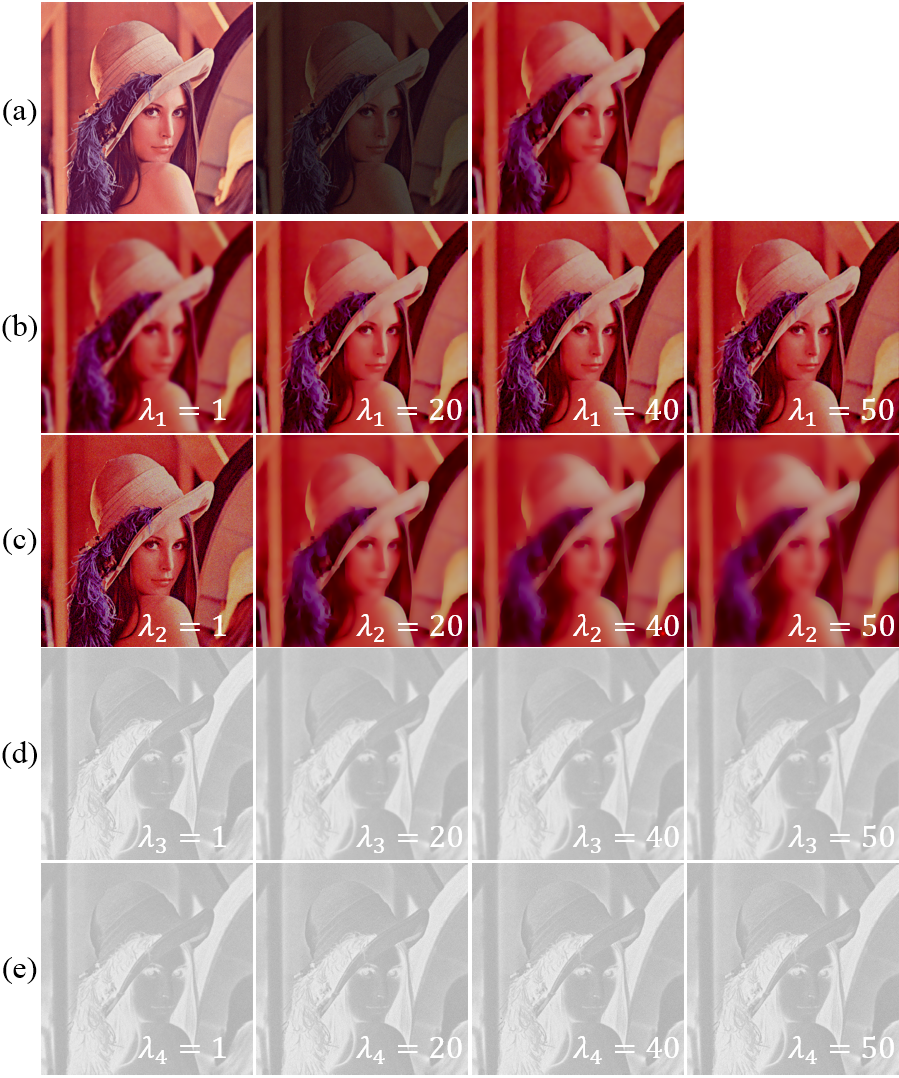 (a)
(b)
λ₁ = 1 λ₁ = 20 λ₁ = 40 λ₁ = 50
(c)
λ₂ = 1 λ₂ = 20 λ₂ = 40 λ₂ = 50
(d)
λ₃ = 1 λ₃ = 20 λ₃ = 40 λ₃ = 50
(e)
λ₄ = 1 λ₄ = 20 λ₄ = 40 λ₄ = 50